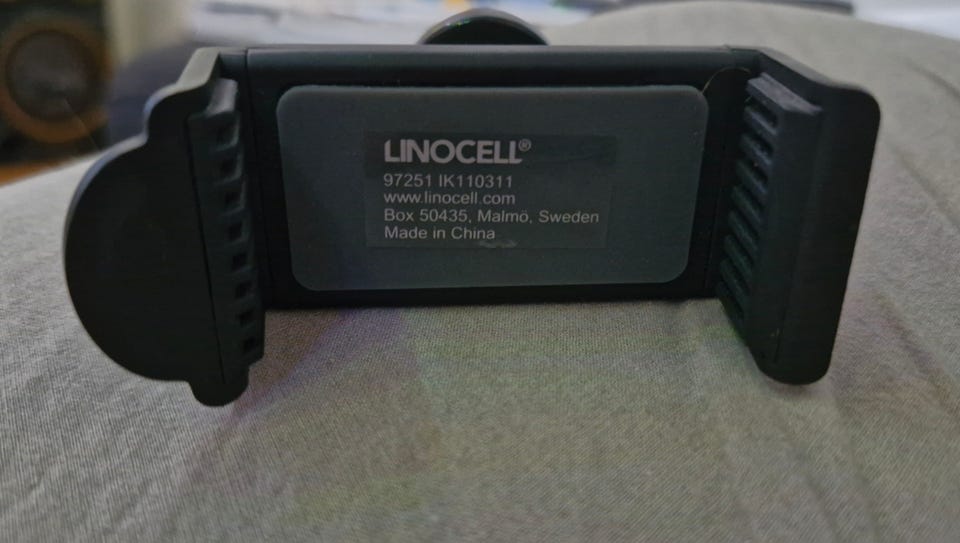 LINOCELL®
97251 IK110311
www.linocell.com
Box 50435, Malmö, Sweden
Made in China